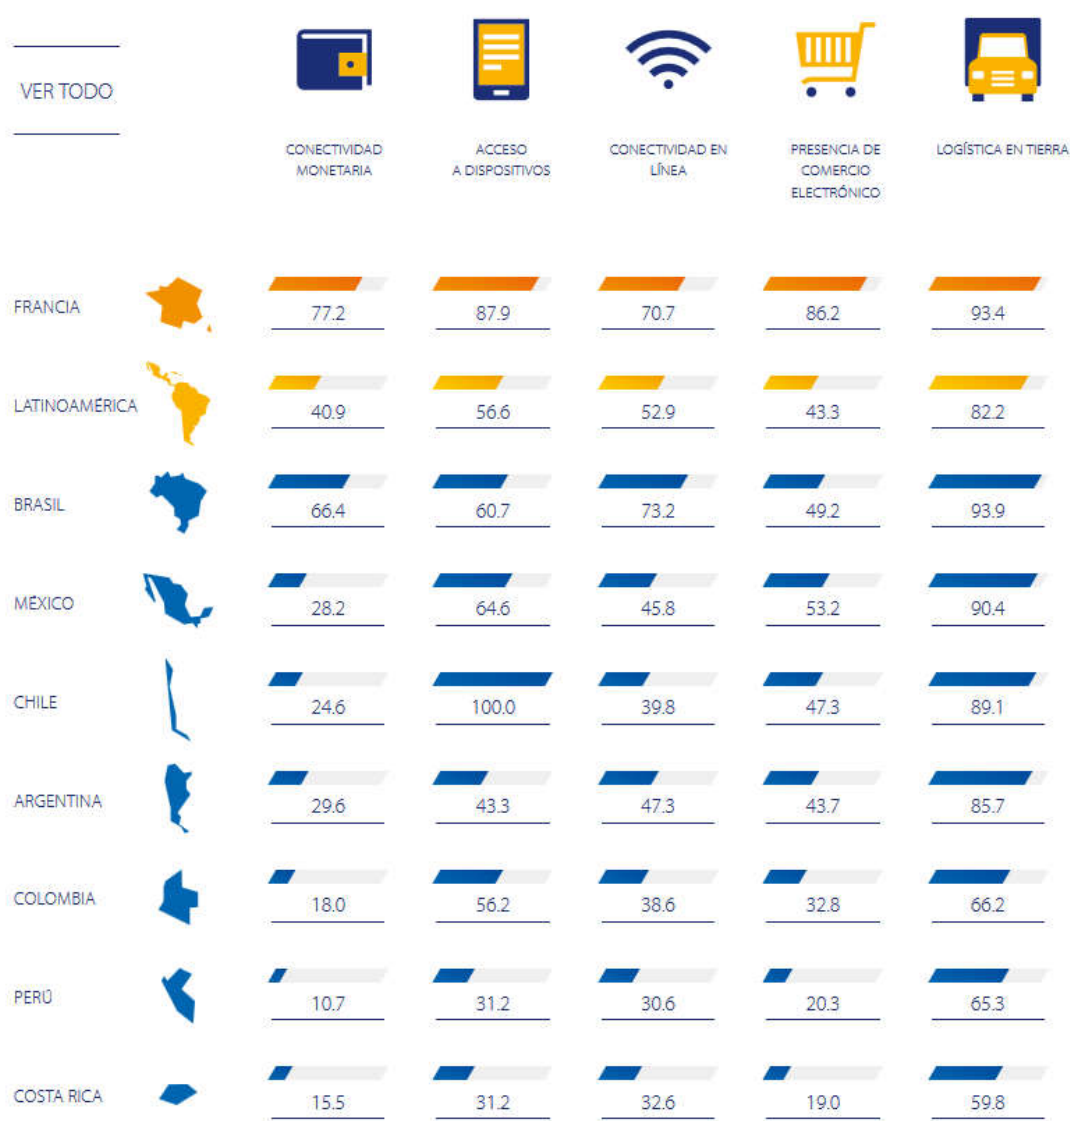 VER TODO
CONECTIVIDAD
MONETARIA
ACCESO
A DISPOSITIVOS
CONECTIVIDAD EN
LÍNEA
PRESENCIA DE
COMERCIO
ELECTRÓNICO
LOGÍSTICA EN TIERRA
FRANCIA 77.2 87.9 70.7 86.2 93.4
LATINOAMÉRICA 40.9 56.6 52.9 43.3 82.2
BRASIL 66.4 60.7 73.2 49.2 93.9
MÉXICO 28.2 64.6 45.8 53.2 90.4
CHILE 24.6 100.0 39.8 47.3 89.1
ARGENTINA 29.6 43.3 47.3 43.7 85.7
COLOMBIA 18.0 56.2 38.6 32.8 66.2
PERÚ 10.7 31.2 30.6 20.3 65.3
COSTA RICA 15.5 31.2 32.6 19.0 59.8